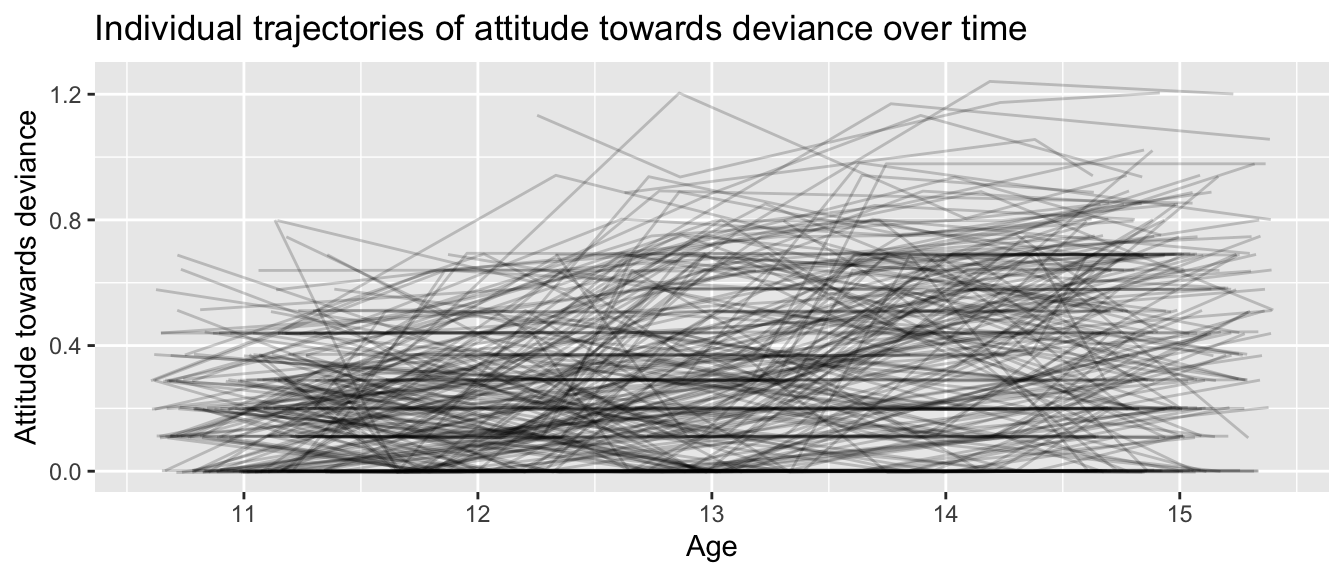 Individual trajectories of attitude towards deviance over time
Attitude towards deviance
1.2
0.8
0.4
0.0
11 12 13 14 15
Age